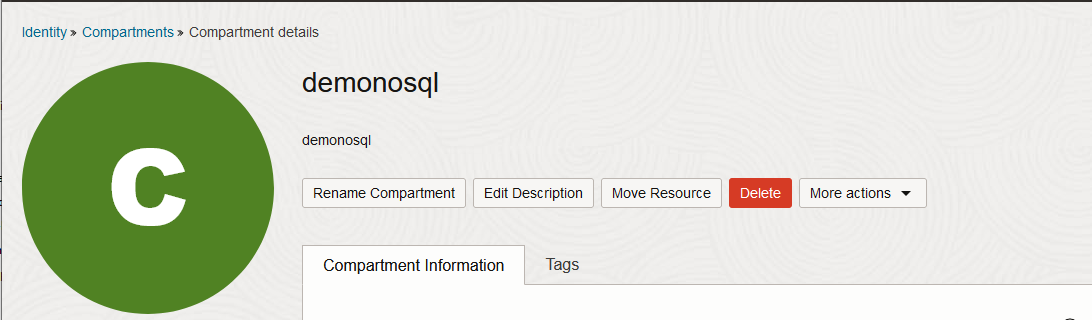 Identity » Compartments » Compartment details
C
demonosql
demonosql
Rename Compartment Edit Description Move Resource Delete More actions
Compartment Information Tags